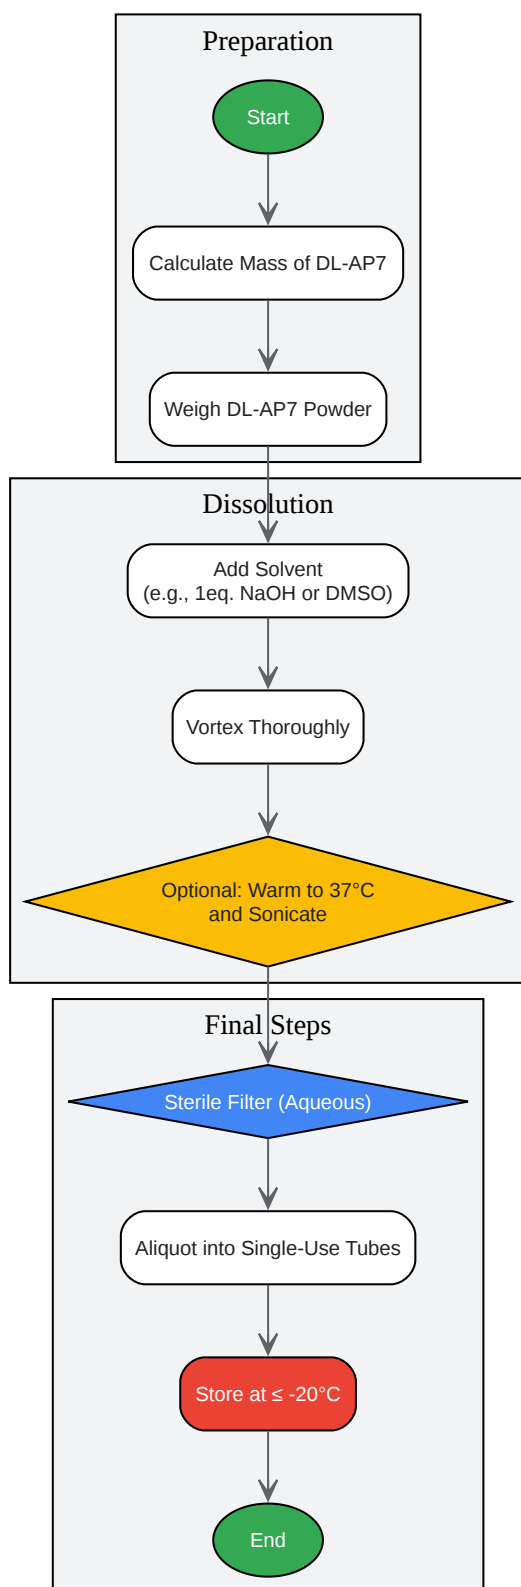 Preparation
Start
Calculate Mass of DL-AP7
Weigh DL-AP7 Powder
Dissolution
Add Solvent
(e.g., 1eq. NaOH or DMSO)
Vortex Thoroughly
Optional: Warm to 37°C
and Sonicate
Final Steps
Sterile Filter (Aqueous)
Aliquot into Single-Use Tubes
Store at ≤ -20°C
End